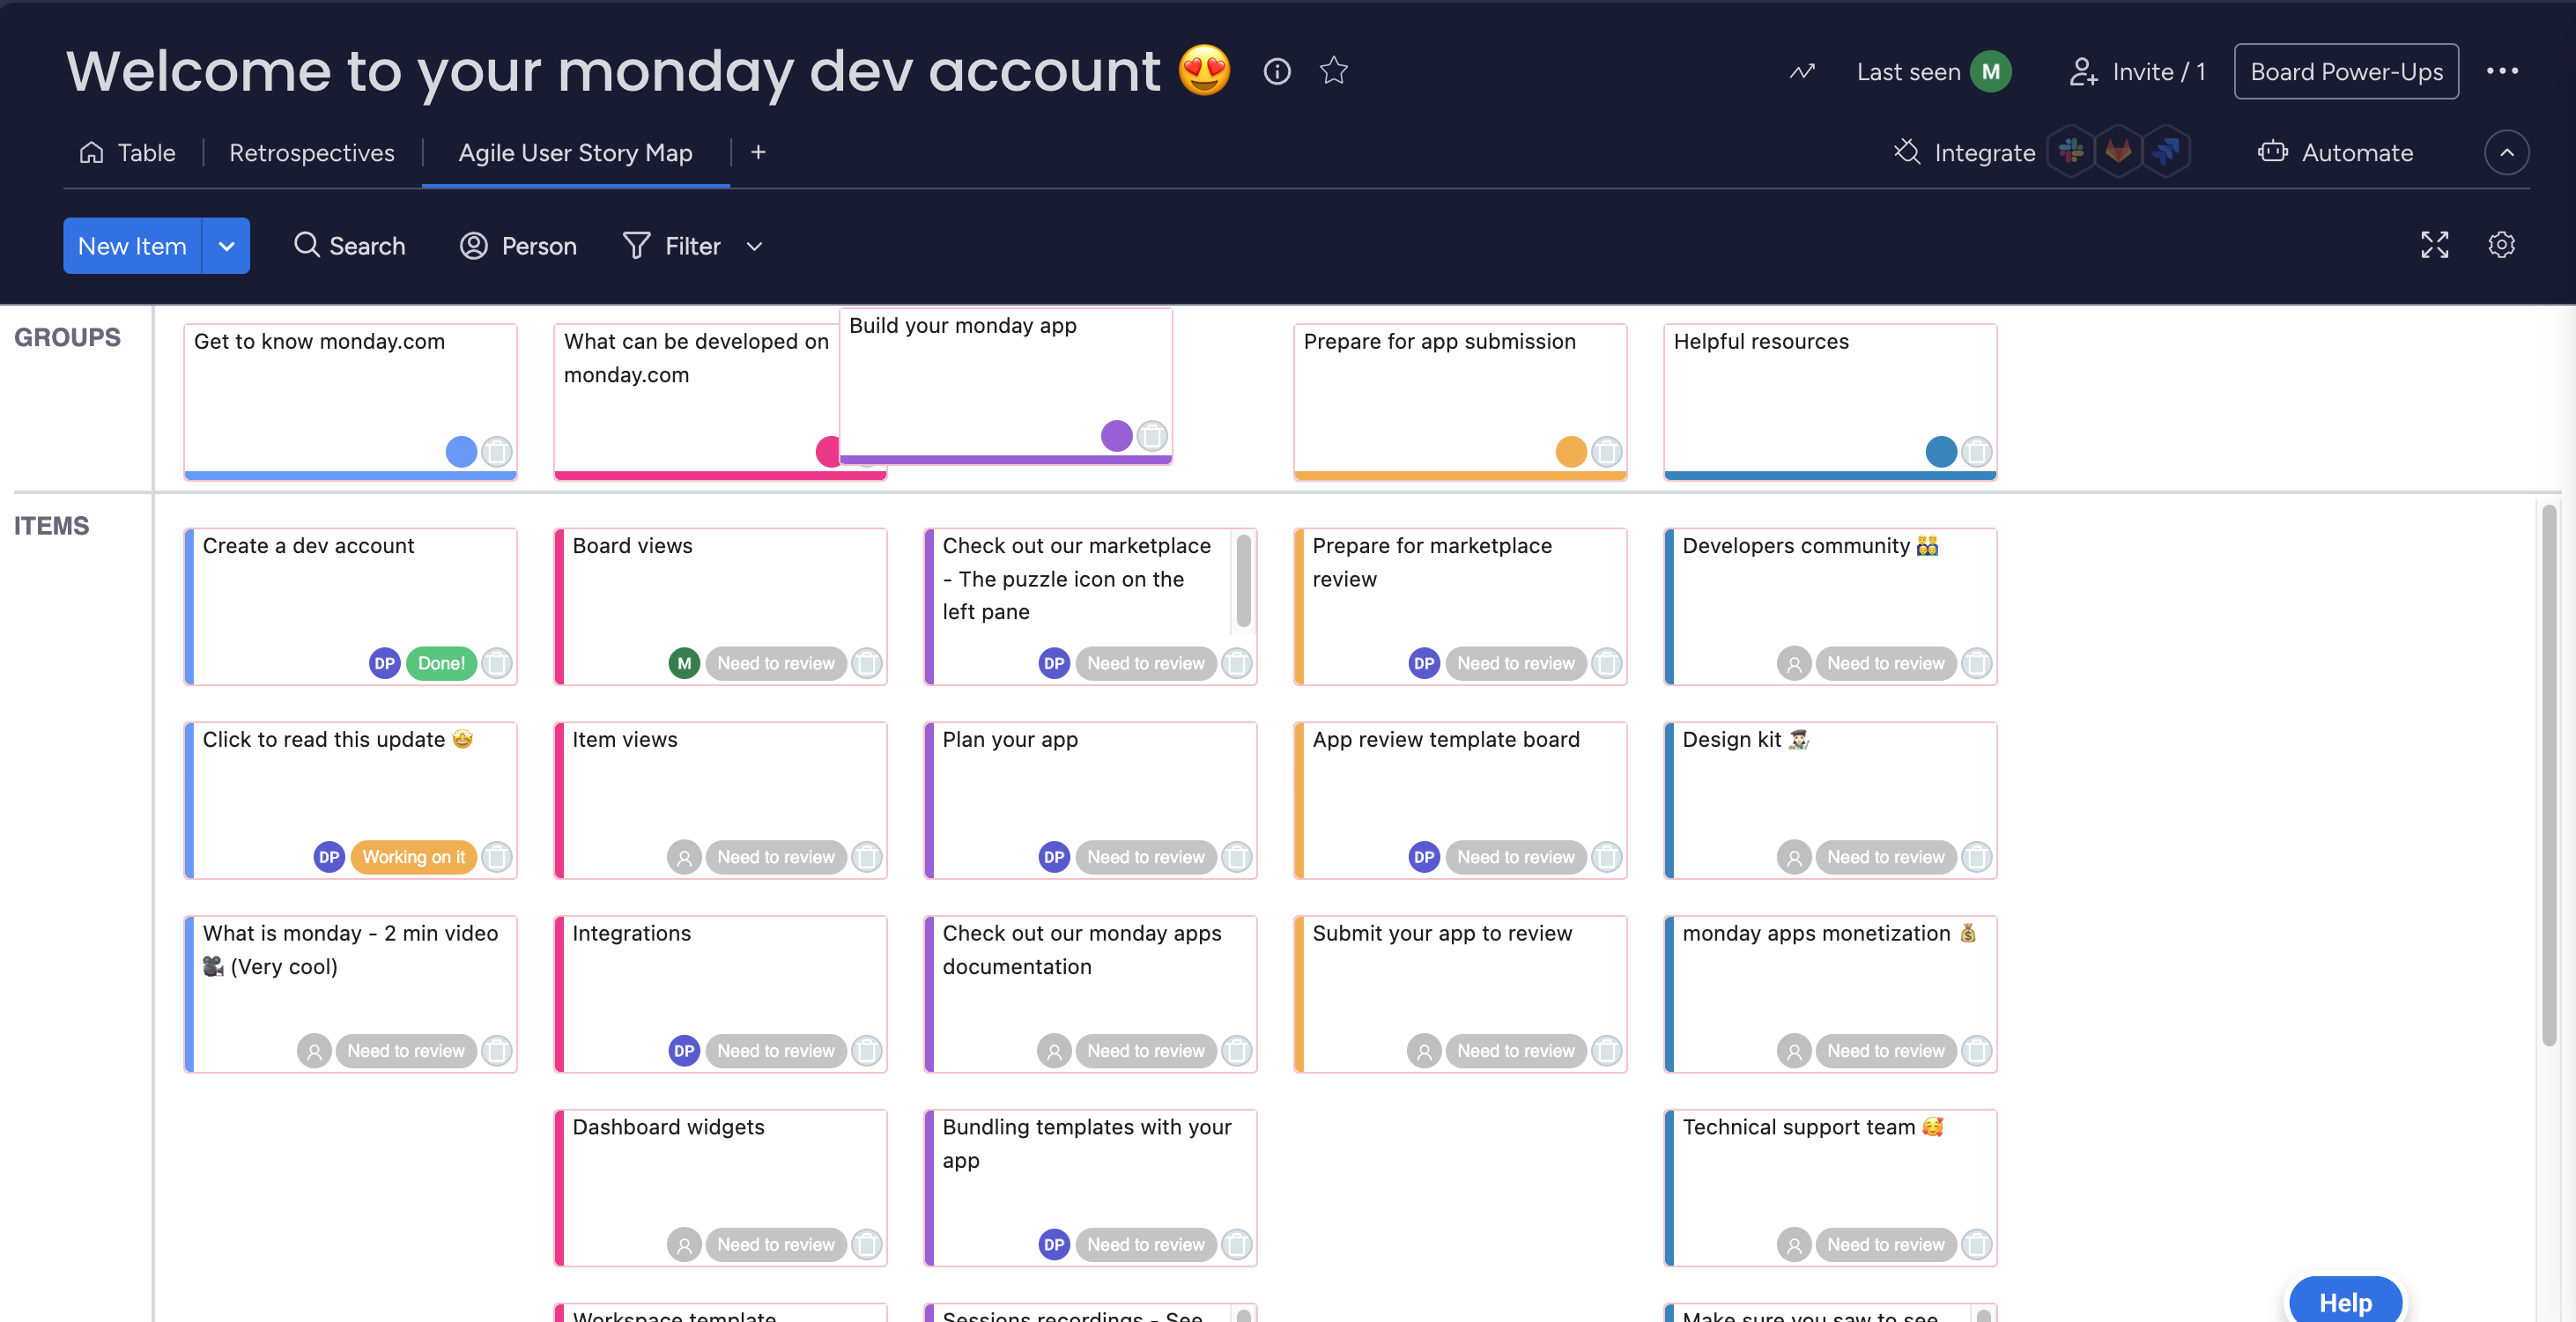 Welcome to your monday dev account 😍
Last seen M
Invite / 1
Board Power-Ups
Table
Retrospectives
Agile User Story Map
+
Integrate
Automate
New Item
Search
Person
Filter
GROUPS
Get to know monday.com
What can be developed on
monday.com
Build your monday app
Prepare for app submission
Helpful resources
ITEMS
Create a dev account
DP Done!
Board views
M Need to review
Check out our marketplace
- The puzzle icon on the
left pane
DP Need to review
Prepare for marketplace
review
DP Need to review
Developers community 👯
Need to review
Click to read this update 🤩
DP Working on it
Item views
Need to review
Plan your app
DP Need to review
App review template board
DP Need to review
Design kit 👩🏻‍🎨
Need to review
What is monday - 2 min video
🎥 (Very cool)
Need to review
Integrations
DP Need to review
Check out our monday apps
documentation
Need to review
Submit your app to review
Need to review
monday apps monetization 💰
Need to review
Dashboard widgets
Need to review
Bundling templates with your
app
DP Need to review
Technical support team 🥰
Need to review
Workspace template
Sessions recordings - See
Make sure you saw to see
Help